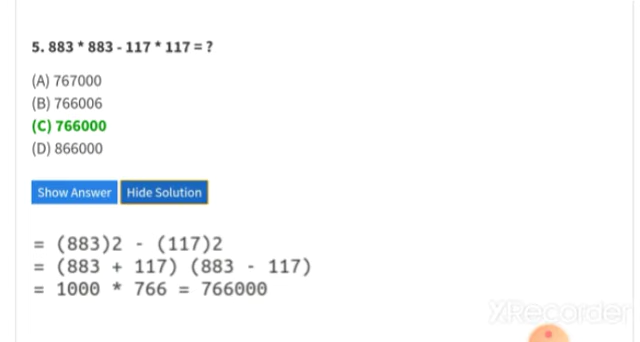 5. 883 * 883 - 117 * 117 = ?
(A) 767000
(B) 766006
(C) 766000
(D) 866000
Show Answer Hide Solution
= (883)2 - (117)2
= (883 + 117) (883 - 117)
= 1000 * 766 = 766000
XRecorder